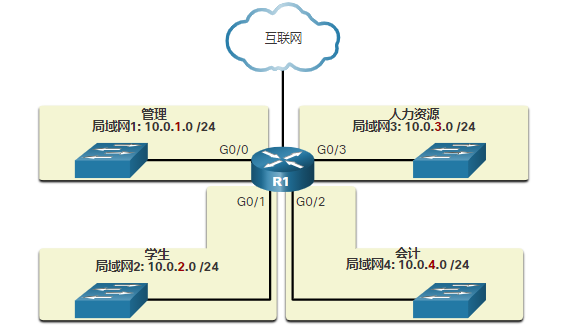 互联网
管理
局域网1: 10.0.1.0 /24
人力资源
局域网3: 10.0.3.0 /24
G0/0
G0/3
R1
G0/1
G0/2
学生
局域网2: 10.0.2.0 /24
会计
局域网4: 10.0.4.0 /24